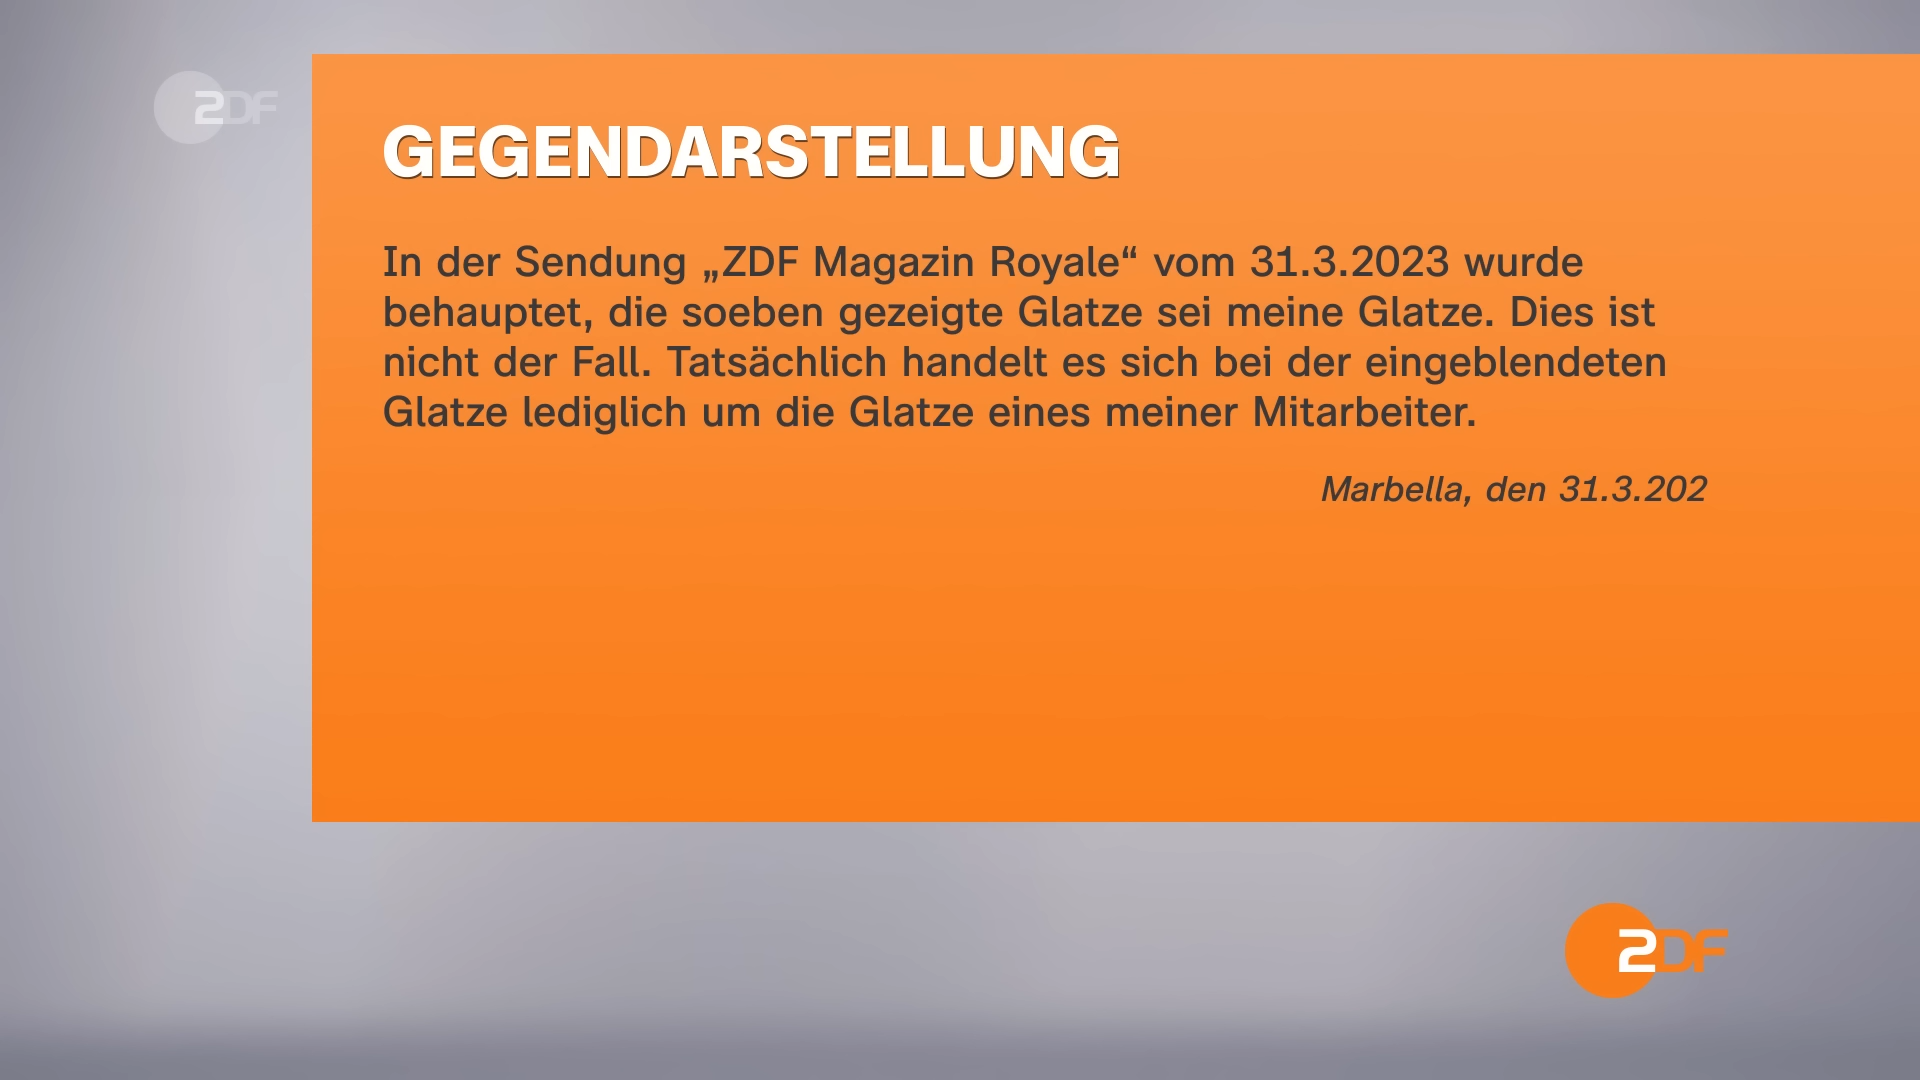 ZDF
GEGENDARSTELLUNG
In der Sendung „ZDF Magazin Royale“ vom 31.3.2023 wurde
behauptet, die soeben gezeigte Glatze sei meine Glatze. Dies ist
nicht der Fall. Tatsächlich handelt es sich bei der eingeblendeten
Glatze lediglich um die Glatze eines meiner Mitarbeiter.
Marbella, den 31.3.202
ZDF